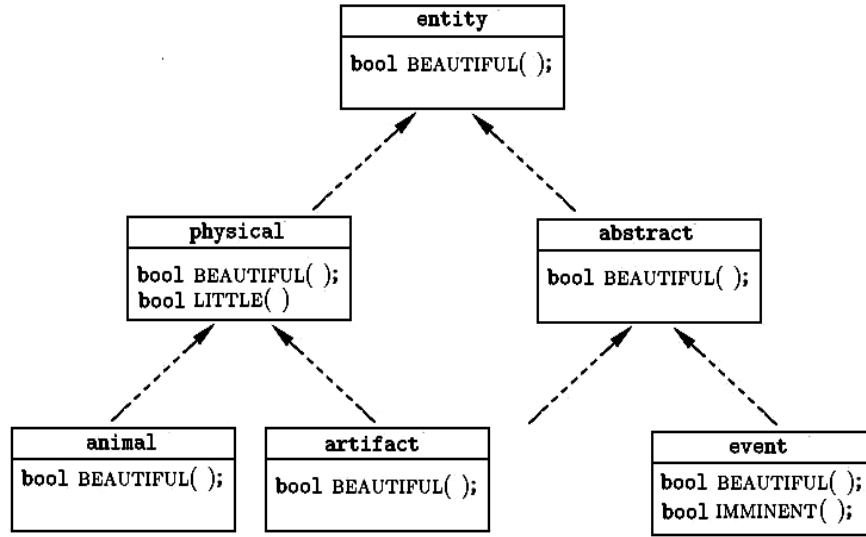 entity
bool BEAUTIFUL( );
physical
bool BEAUTIFUL( );
bool LITTLE( )
abstract
bool BEAUTIFUL( );
animal
bool BEAUTIFUL( );
artifact
bool BEAUTIFUL( );
event
bool BEAUTIFUL( );
bool IMMINENT( );